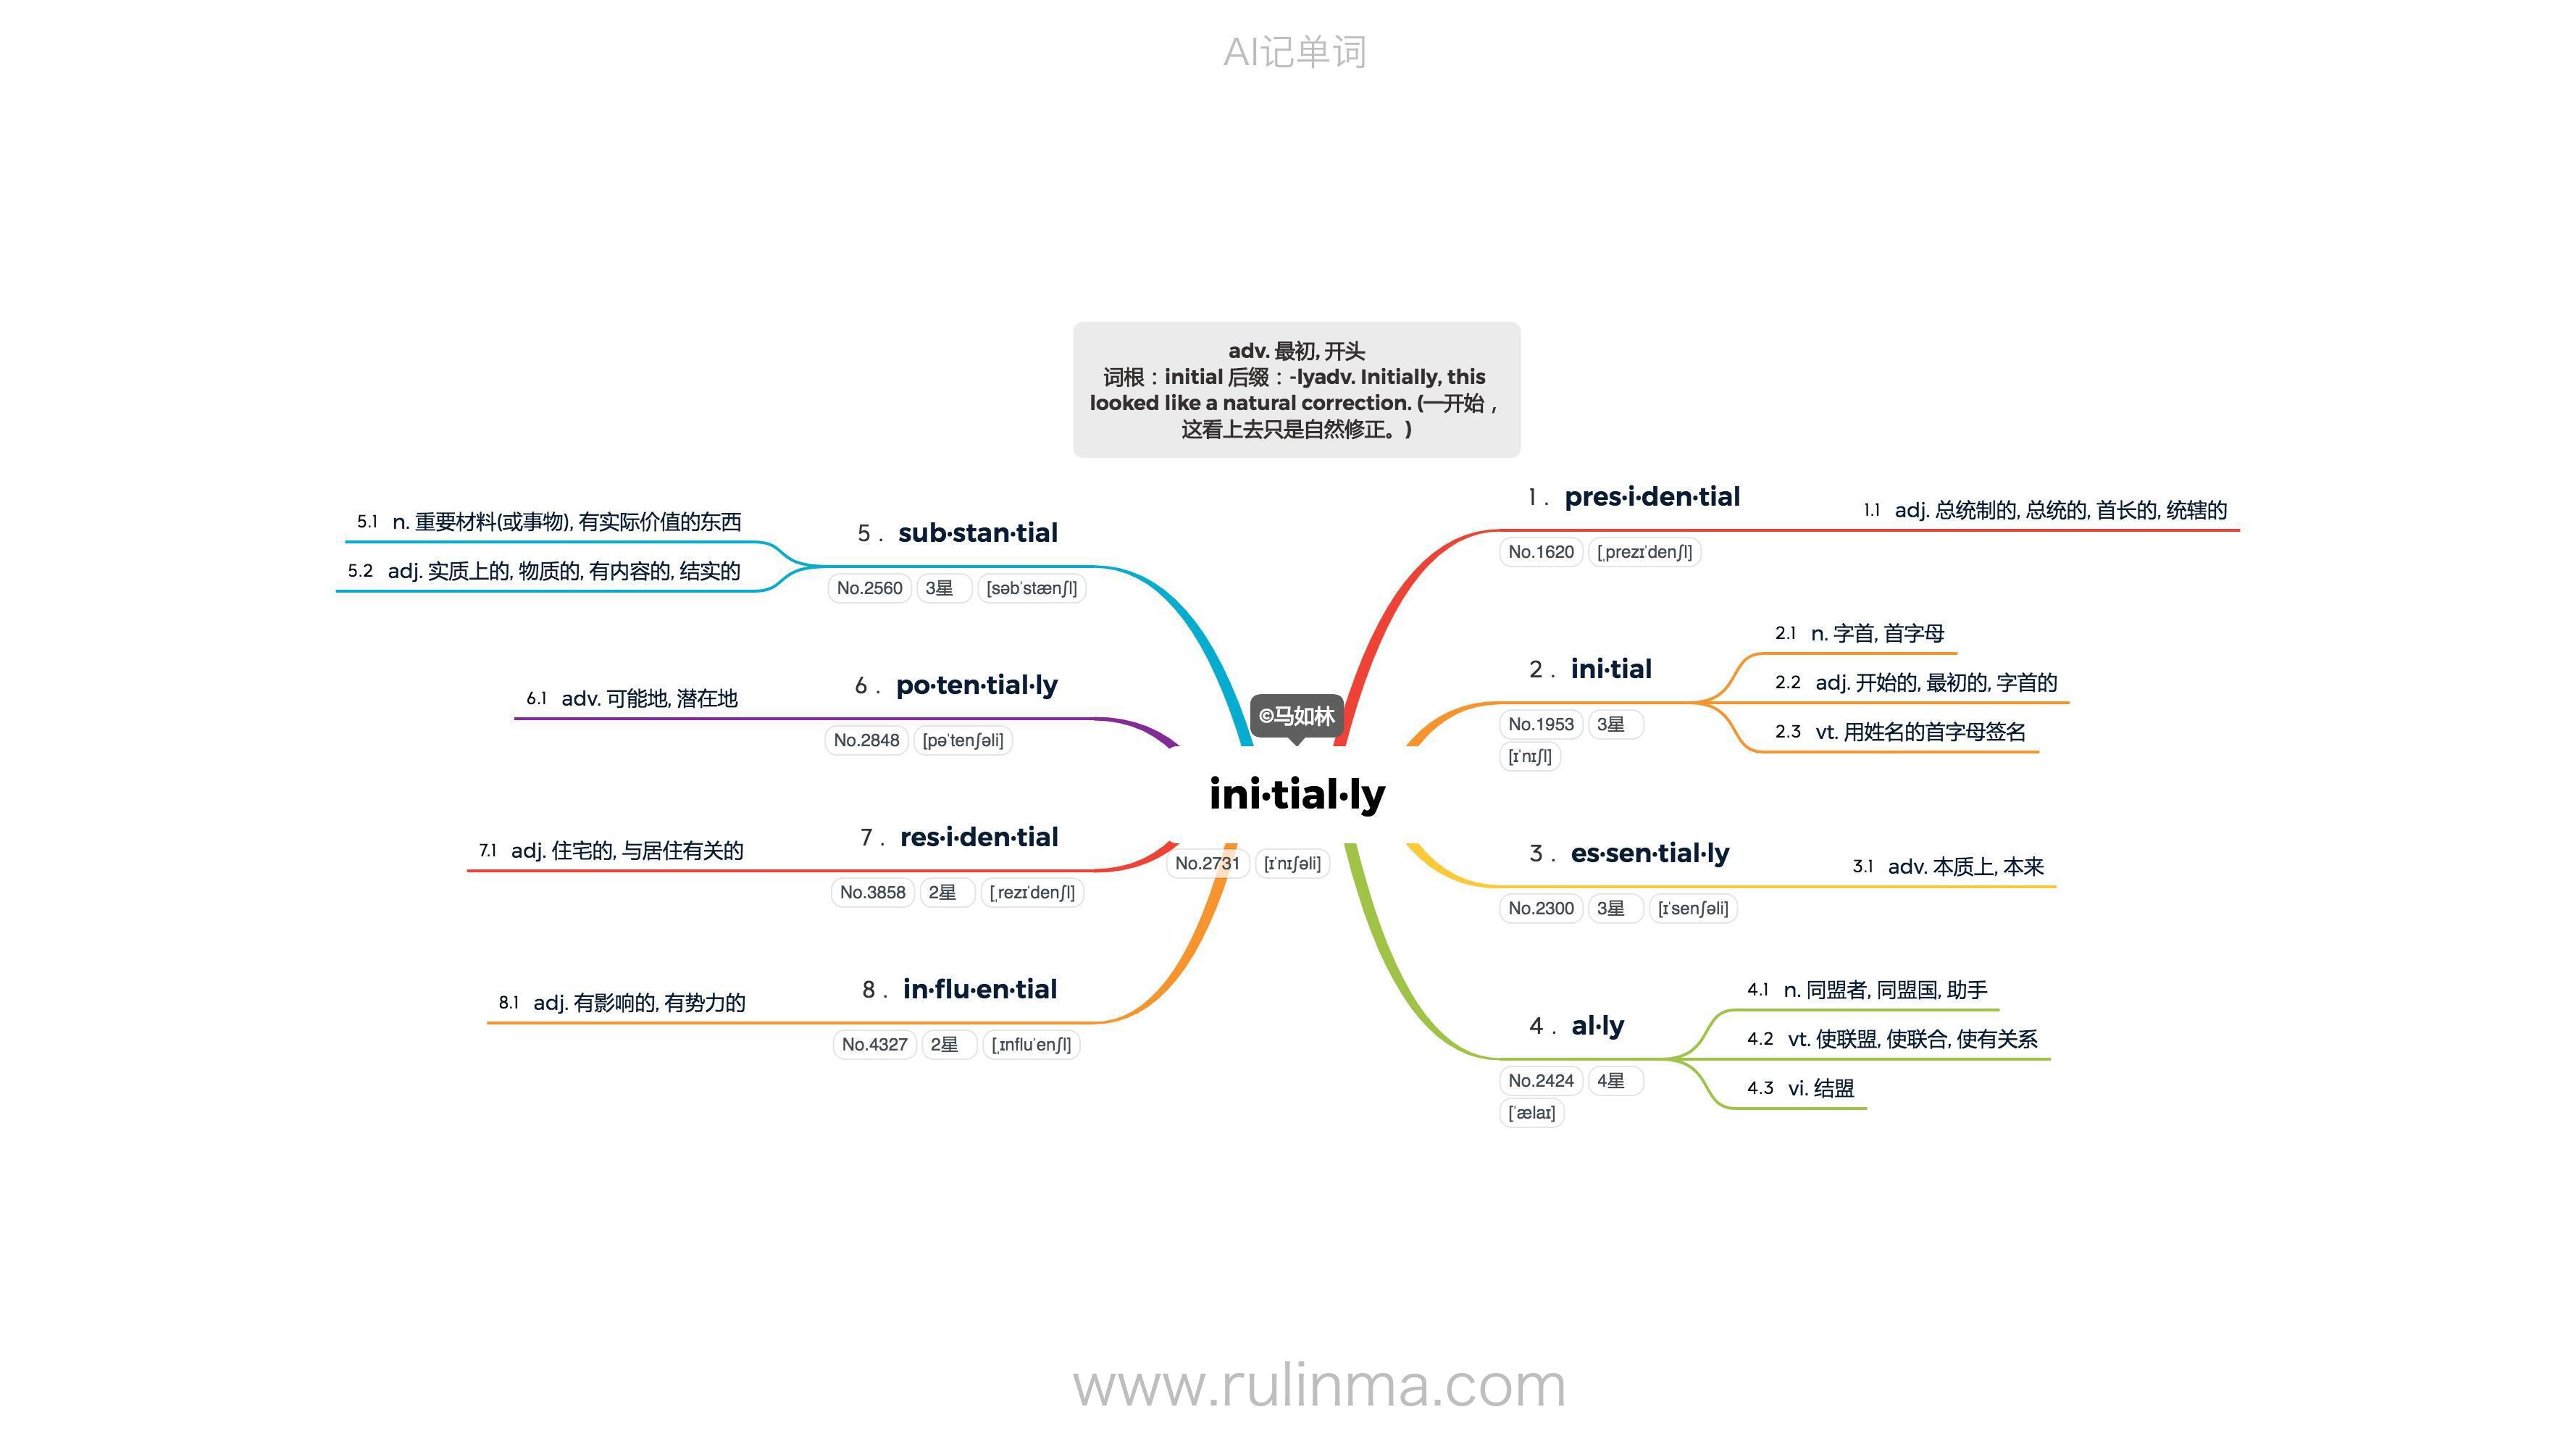 AI记单词
adv. 最初, 开头
词根：initial 后缀：-lyadv. Initially, this
looked like a natural correction. (一开始，
这看上去只是自然修正。)
©马如林
ini·tial·ly
No.2731 [ɪˈnɪʃəli]
1 . pres·i·den·tial
No.1620 [ˌprezɪˈdenʃl]
1.1 adj. 总统制的, 总统的, 首长的, 统辖的
2 . ini·tial
No.1953 3星
[ɪˈnɪʃl]
2.1 n. 字首, 首字母
2.2 adj. 开始的, 最初的, 字首的
2.3 vt. 用姓名的首字母签名
3 . es·sen·tial·ly
No.2300 3星 [ɪˈsenʃəli]
3.1 adv. 本质上, 本来
4 . al·ly
No.2424 4星
[ˈælaɪ]
4.1 n. 同盟者, 同盟国, 助手
4.2 vt. 使联盟, 使联合, 使有关系
4.3 vi. 结盟
5 . sub·stan·tial
No.2560 3星 [səbˈstænʃl]
5.1 n. 重要材料(或事物), 有实际价值的东西
5.2 adj. 实质上的, 物质的, 有内容的, 结实的
6 . po·ten·tial·ly
No.2848 [pəˈtenʃəli]
6.1 adv. 可能地, 潜在地
7 . res·i·den·tial
No.3858 2星 [ˌrezɪˈdenʃl]
7.1 adj. 住宅的, 与居住有关的
8 . in·flu·en·tial
No.4327 2星 [ˌɪnfluˈenʃl]
8.1 adj. 有影响的, 有势力的
www.rulinma.com